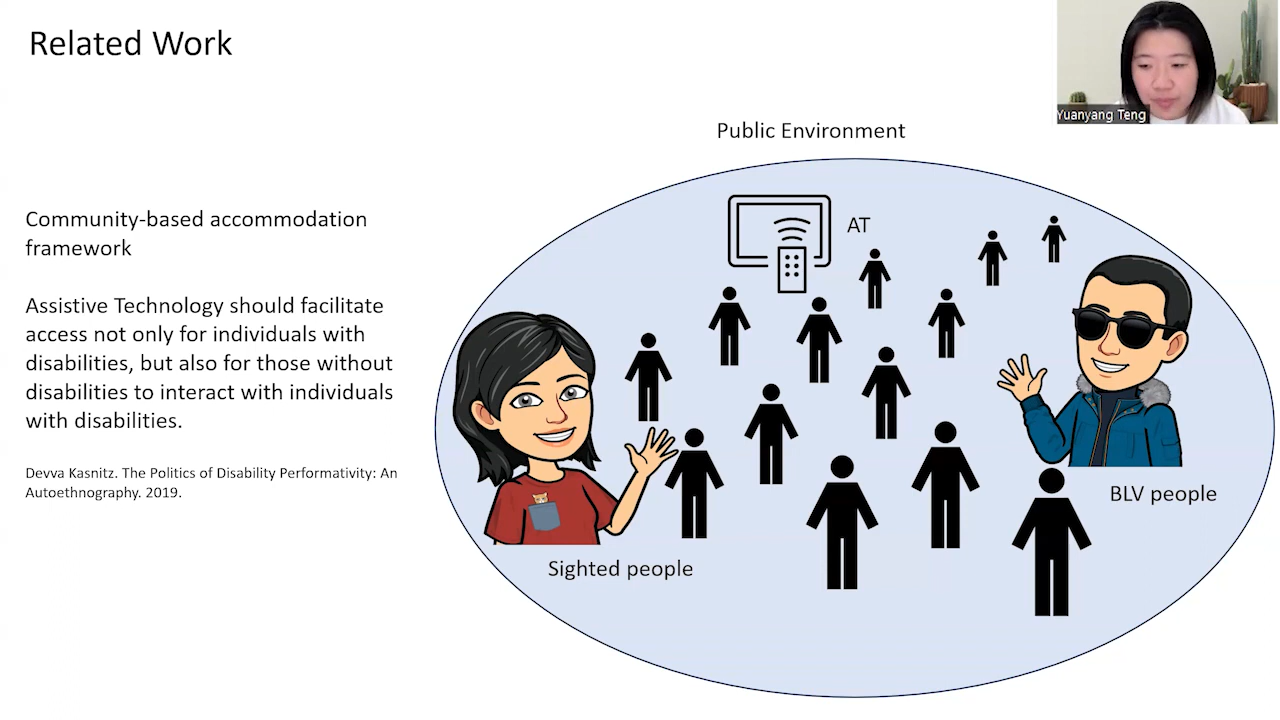 Related Work
Yuanyang Teng
Public Environment
Community-based accommodation
framework
AT
Assistive Technology should facilitate
access not only for individuals with
disabilities, but also for those without
disabilities to interact with individuals
with disabilities.
Devva Kasnitz. The Politics of Disability Performativity: An
Autoethnography. 2019.
BLV people
Sighted people